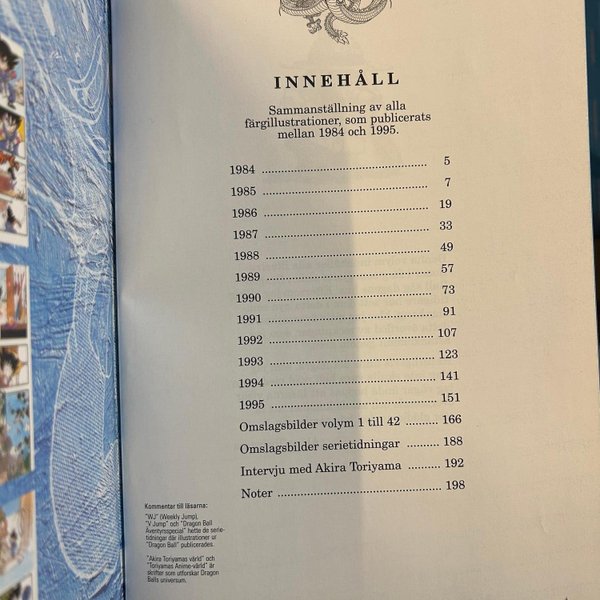 INNEHÅLL
Sammanställning av alla
färgillustrationer, som publicerats
mellan 1984 och 1995.
1984 ........................................ 5
1985 ........................................ 7
1986 ........................................ 19
1987 ........................................ 33
1988 ........................................ 49
1989 ........................................ 57
1990 ........................................ 73
1991 ........................................ 91
1992 ........................................ 107
1993 ........................................ 123
1994 ........................................ 141
1995 ........................................ 151
Omslagsbilder volym 1 till 42 ......... 166
Omslagsbilder serietidningar ......... 188
Intervju med Akira Toriyama .......... 192
Noter ........................................ 198
Kommentar till läsarna:
"WJ" (Weekly Jump),
"V Jump" och "Dragon Ball
Äventyrsspecial" hette de serie-
tidningar där illustrationer ur
"Dragon Ball" publicerades.
"Akira Toriyamas värld" och
"Toriyamas Anime-värld" är
skrifter som utforskar Dragon
Balls universum.